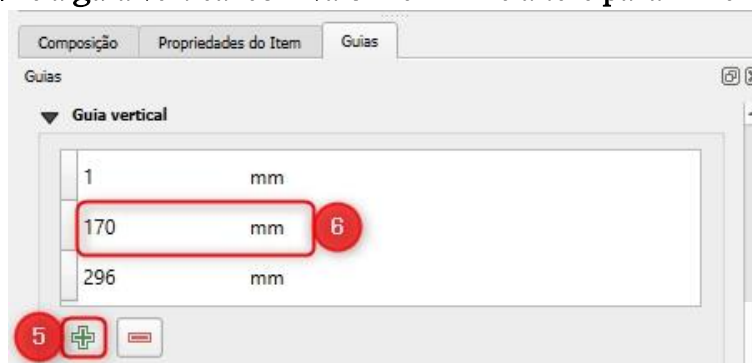 Composição Propriedades do Item Guias
Guias
Guia vertical
1 mm
170 mm 6
296 mm
5